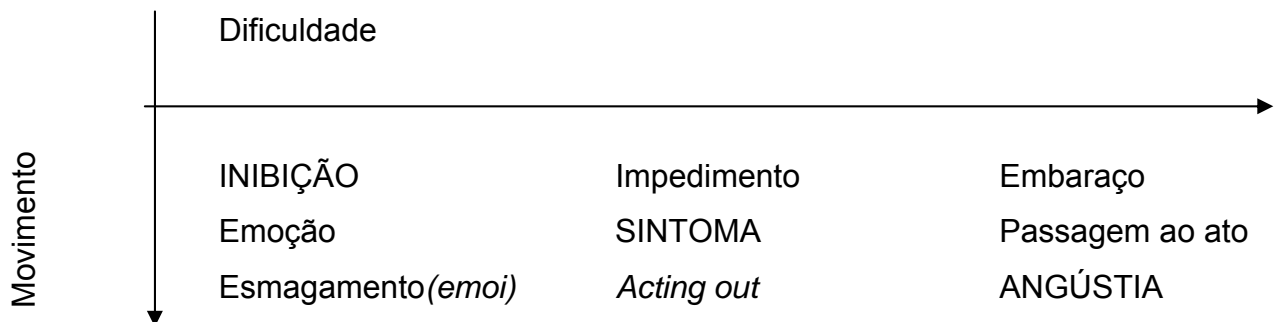 Dificuldade
Movimento
INIBIÇÃO Impedimento Embaraço
Emoção SINTOMA Passagem ao ato
Esmagamento(emoi) Acting out ANGÚSTIA